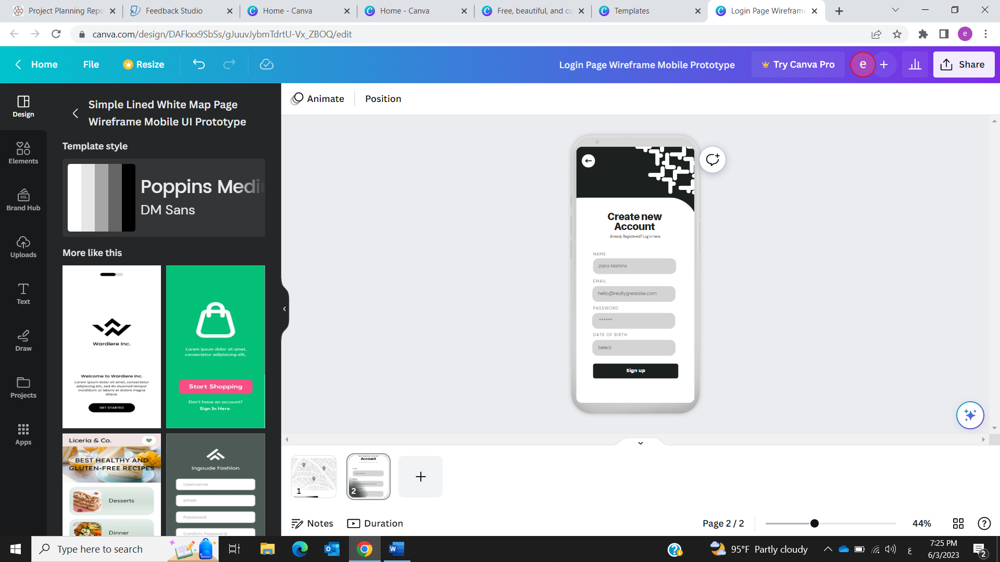 Project Planning Repo
Feedback Studio
Home - Canva
Home - Canva
Free, beautiful, and cu
Templates
Login Page Wireframe
canva.com/design/DAFkxx9SbSs/gJuuvJybmTdrtU-Vx_ZBOQ/edit
e
Home
File
Resize
Login Page Wireframe Mobile Prototype
Try Canva Pro
e
Share
Design
Elements
Brand Hub
CO.
Uploads
Text
Draw
Projects
Apps
Simple Lined White Map Page
Wireframe Mobile UI Prototype
Template style
Poppins Mediu
DM Sans
More like this
Wardiere Inc.
Welcome to Wardiere Inc.
Lorem ipsum dolor sit amet, consectetur
adipiscing elit, sed do eiusmod tempor
incididunt ut labore et dolore magna
aliqua.
GET STARTED
Lorem ipsum dolor sit amet,
consectetur adipisicing elit,
Start Shopping
Don't have an account?
Sign In Here
Liceria & Co.
BEST HEALTHY AND
GLUTEN-FREE RECIPES
Desserts
Dinner
Ingoude Fashion
Username
Email
Password
Confirm Password
Animate
Position
Create new
Account
Already Registered? Log in here.
NAME
Jiara Martins
EMAIL
hello@reallygreatsite.com
PASSWORD
******
DATE OF BIRTH
Select
Sign up
1
Account
2
Notes
Duration
Page 2 / 2
44%
Type here to search
95°F Partly cloudy
ع
7:25 PM
6/3/2023
2